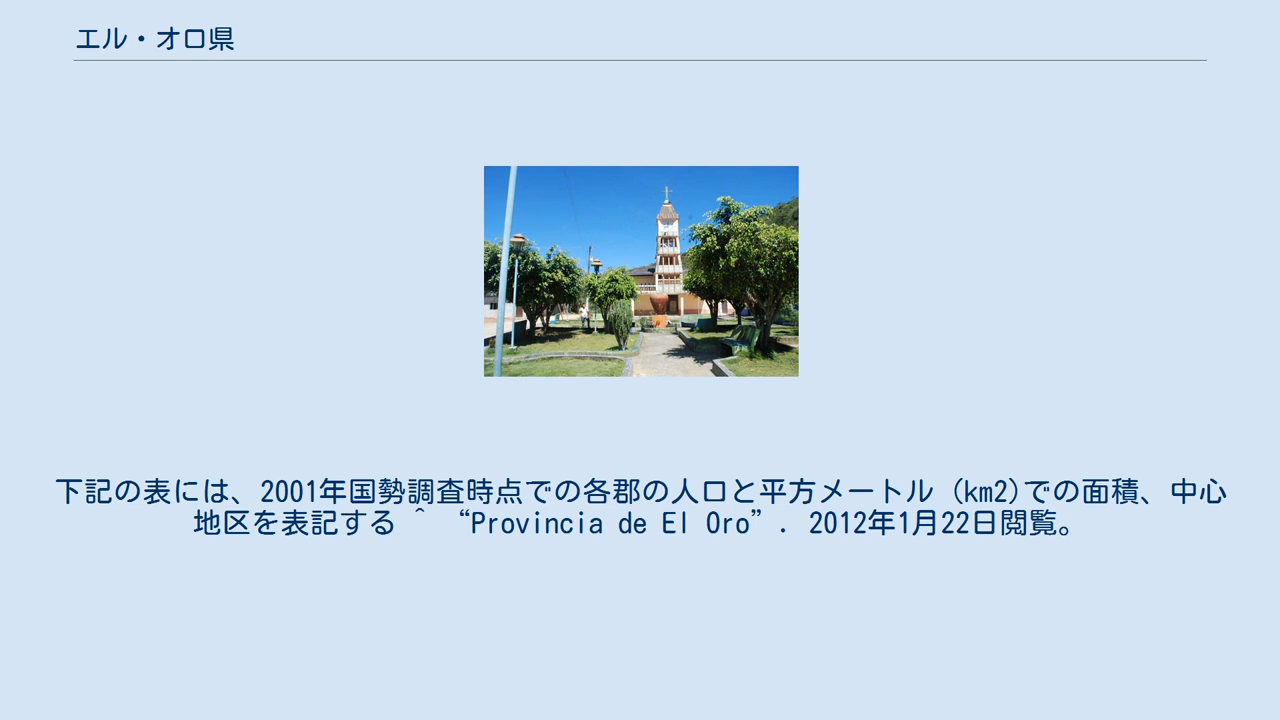 エル・オロ県
下記の表には、2001年国勢調査時点での各郡の人口と平方メートル (km2)での面積、中心
地区を表記する ^ “Provincia de El Oro”. 2012年1月22日閲覧。